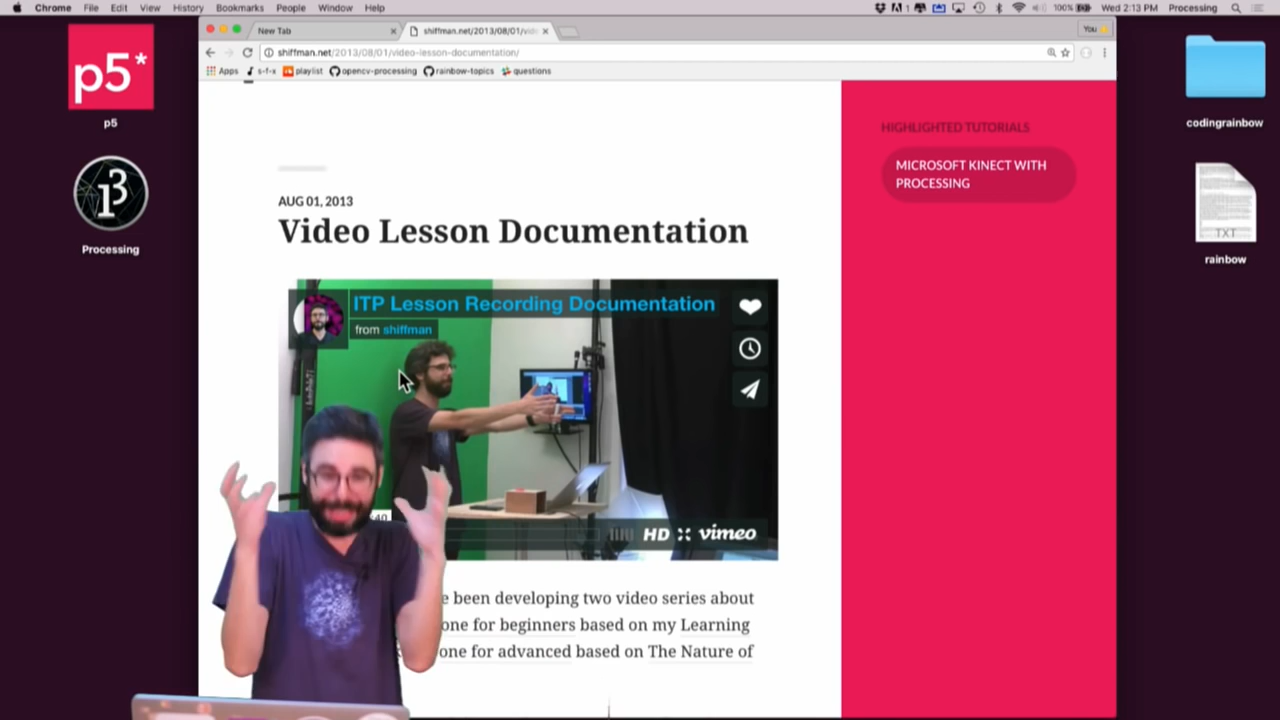 Chrome File Edit View History Bookmarks People Window Help
1 100% Wed 2:13 PM Processing
New Tab
shiffman.net/2013/08/01/vid
You
shiffman.net/2013/08/01/video-lesson-documentation/
Apps s-f-x playlist opencv-processing rainbow-topics questions
p5*
p5
Processing
codingrainbow
TXT
rainbow
HIGHLIGHTED TUTORIALS
MICROSOFT KINECT WITH
PROCESSING
AUG 01, 2013
Video Lesson Documentation
ITP Lesson Recording Documentation
from shiffman
HD vimeo
e been developing two video series about
one for beginners based on my Learning
one for advanced based on The Nature of